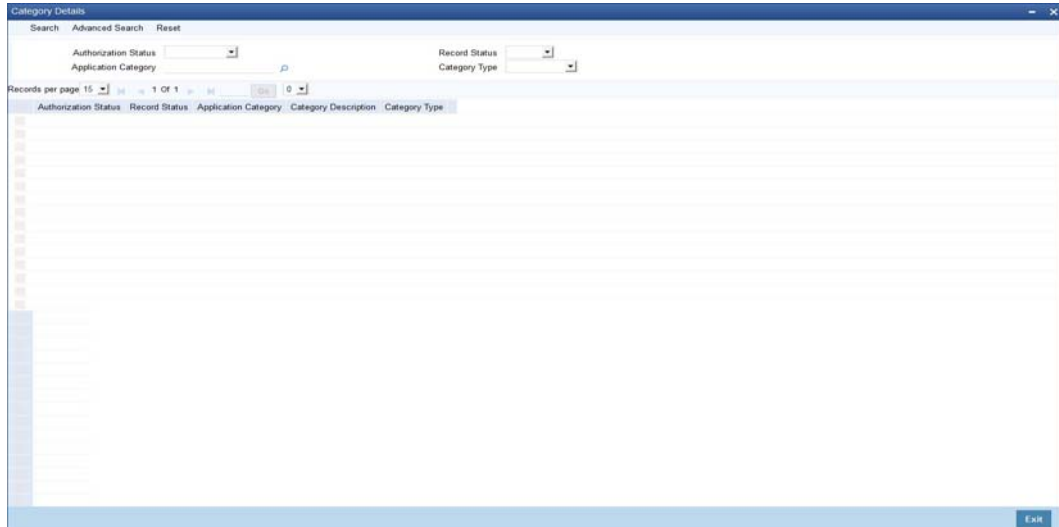 Category Details
Search Advanced Search Reset
Authorization Status Record Status
Application Category Category Type
Records per page 15 1 Of 1 Go 0
Authorization Status Record Status Application Category Category Description Category Type
Exit